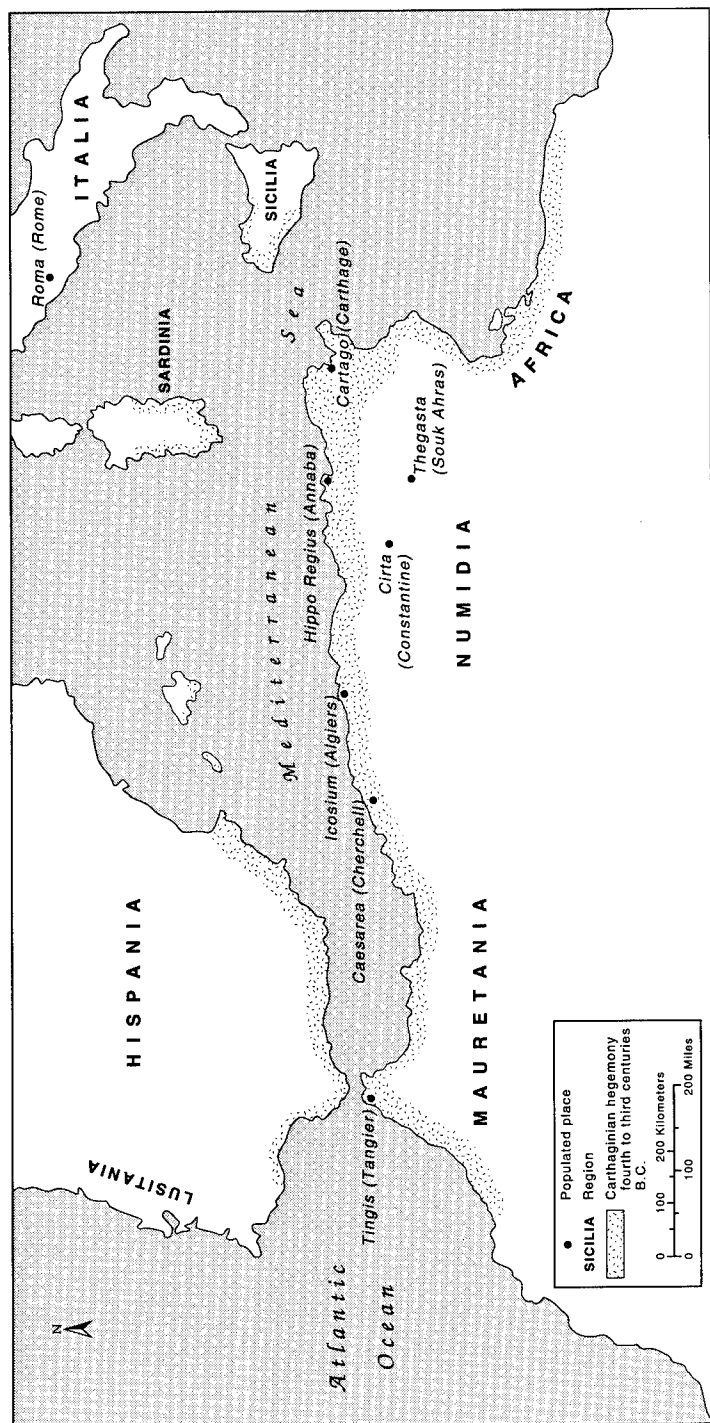 N
Atlantic
Ocean
LUSITANIA
HISPANIA
Tingis (Tangier)
MAURETANIA
Caesarea (Cherchell)
Icosium (Algiers)
Mediterranean
Sea
Hippo Regius (Annaba)
Cirta
(Constantine)
NUMIDIA
Thegasta
(Souk Ahras)
Cartago (Carthage)
AFRICA
SARDINIA
SICILIA
Roma (Rome)
ITALIA
Populated place
SICILIA Region
Carthaginian hegemony
fourth to third centuries
B.C.
0 100 200 Kilometers
0 100 200 Miles